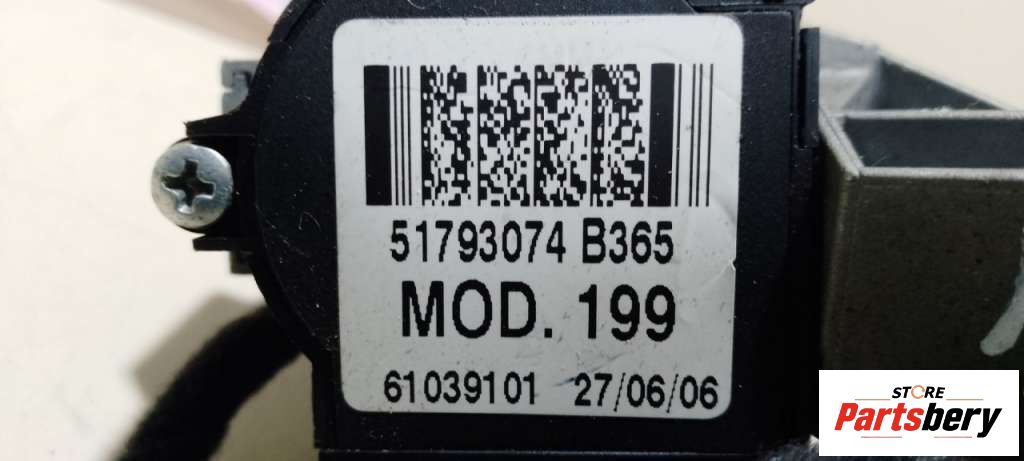 51793074 B365
MOD. 199
61039101 27/06/06
STORE
Partsbery